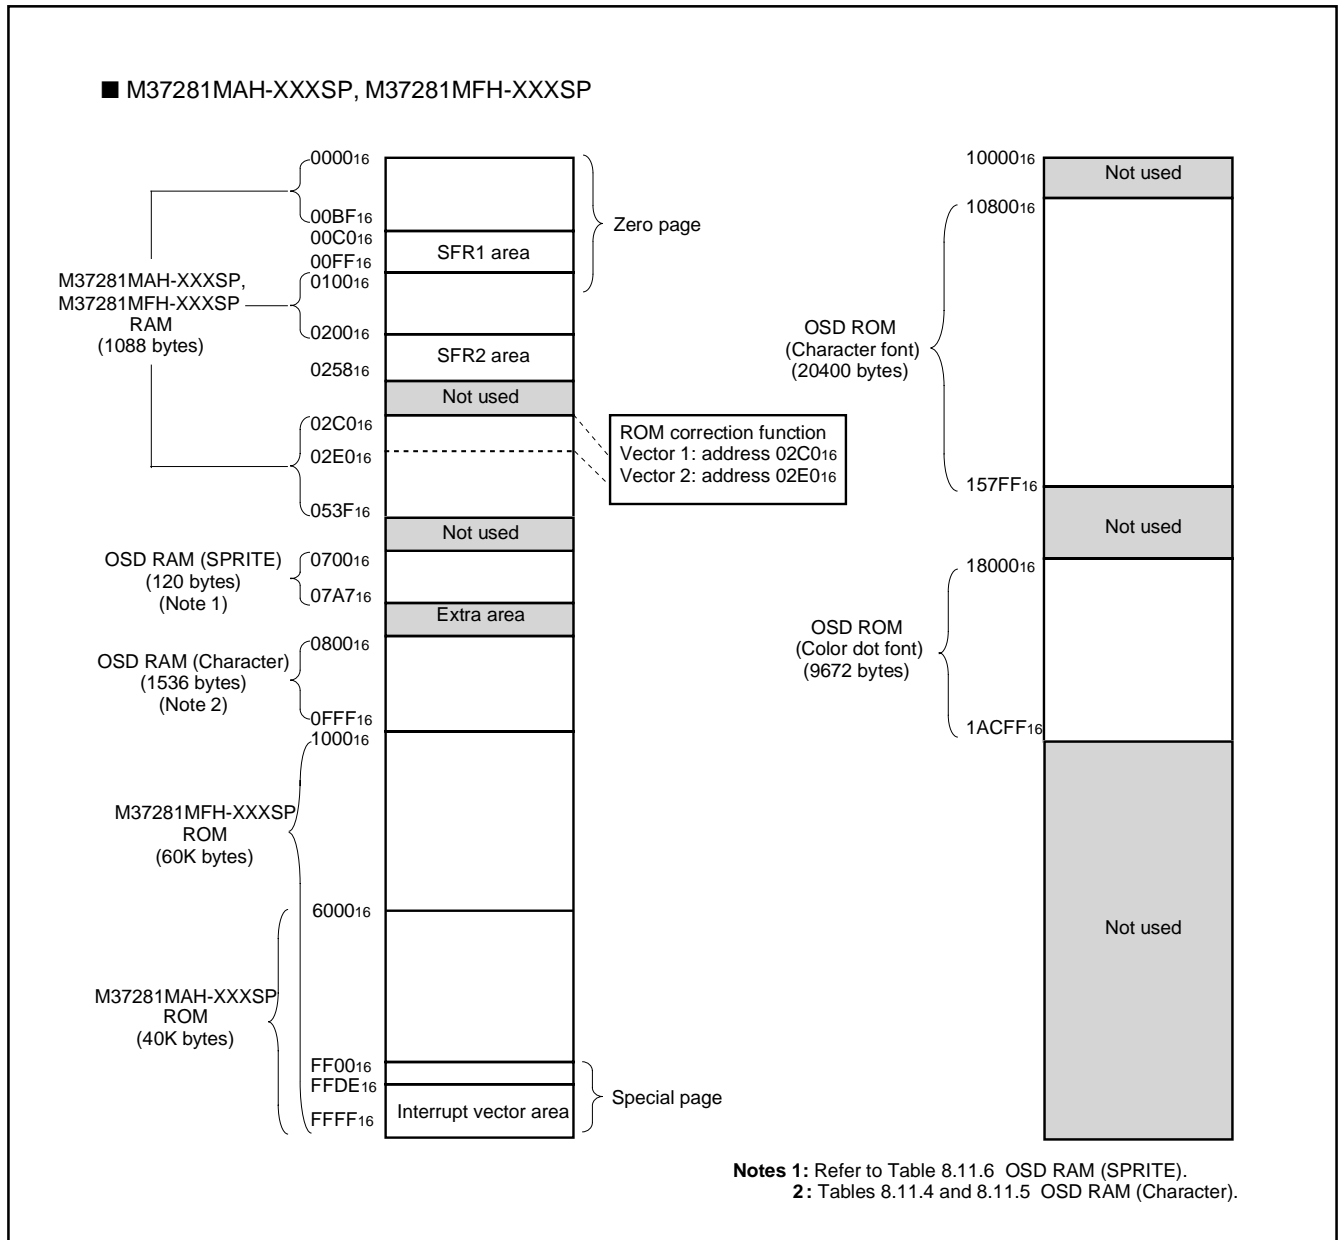 ■ M37281MAH-XXXSP, M37281MFH-XXXSP
0000₁₆
00BF₁₆
00C0₁₆
SFR1 area
00FF₁₆
0100₁₆
Zero page
M37281MAH-XXXSP,
M37281MFH-XXXSP
RAM
(1088 bytes)
0200₁₆
SFR2 area
0258₁₆
Not used
02C0₁₆
02E0₁₆
ROM correction function
Vector 1: address 02C0₁₆
Vector 2: address 02E0₁₆
053F₁₆
Not used
OSD RAM (SPRITE)
(120 bytes)
(Note 1)
0700₁₆
07A7₁₆
Extra area
0800₁₆
OSD RAM (Character)
(1536 bytes)
(Note 2)
0FFF₁₆
1000₁₆
M37281MFH-XXXSP
ROM
(60K bytes)
6000₁₆
M37281MAH-XXXSP
ROM
(40K bytes)
FF00₁₆
FFDE₁₆
Interrupt vector area
FFFF₁₆
Special page
10000₁₆
Not used
10800₁₆
OSD ROM
(Character font)
(20400 bytes)
157FF₁₆
Not used
18000₁₆
OSD ROM
(Color dot font)
(9672 bytes)
1ACFF₁₆
Not used
Notes 1: Refer to Table 8.11.6 OSD RAM (SPRITE).
2: Tables 8.11.4 and 8.11.5 OSD RAM (Character).